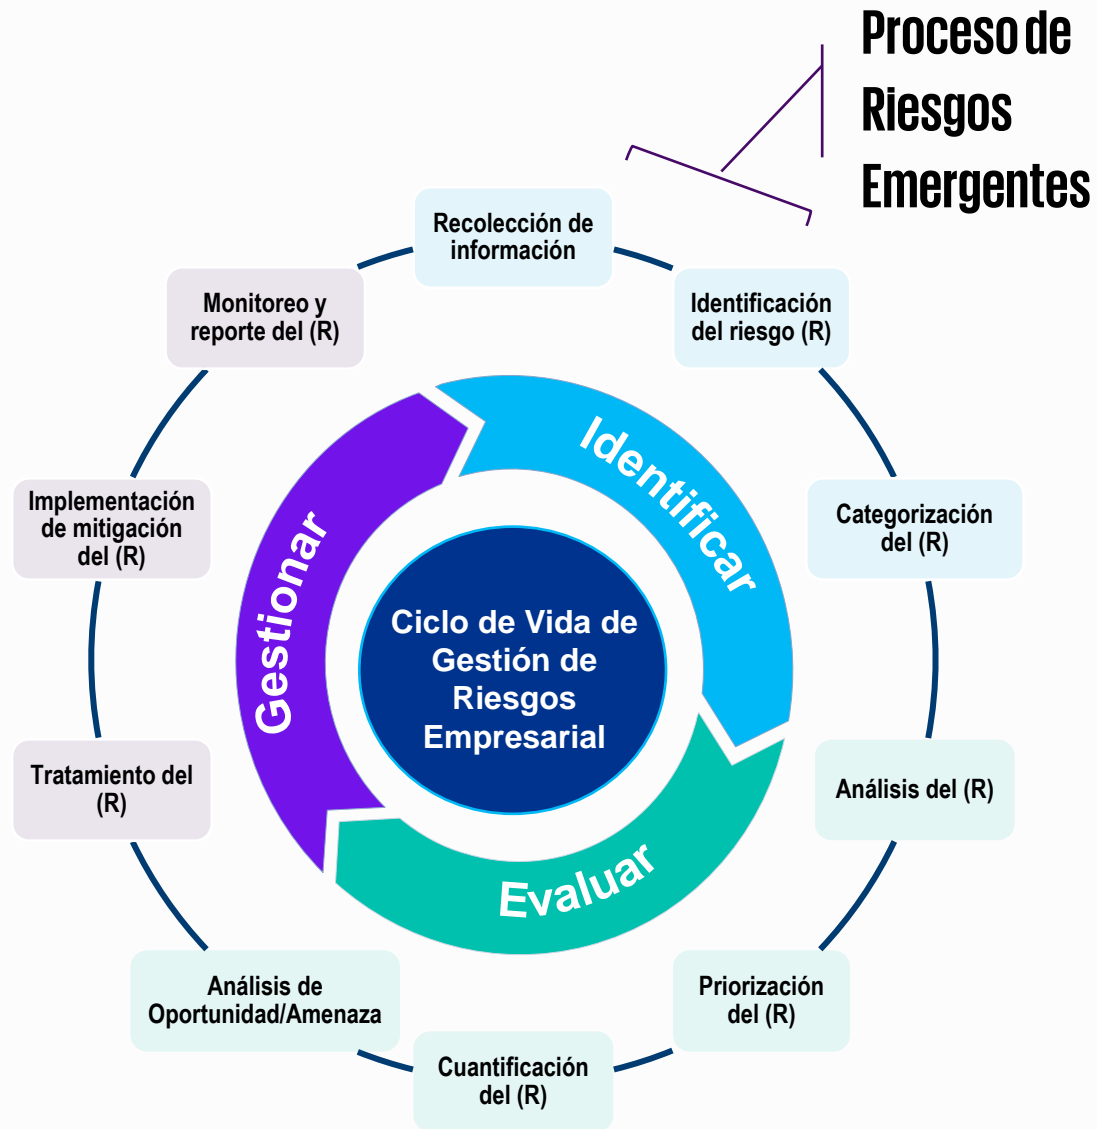 Proceso de
Riesgos
Emergentes
Recolección de
información
Identificación
del riesgo (R)
Categorización
del (R)
Análisis del (R)
Priorización
del (R)
Cuantificación
del (R)
Análisis de
Oportunidad/Amenaza
Tratamiento del
(R)
Implementación
de mitigación
del (R)
Monitoreo y
reporte del (R)
Identificar
Evaluar
Gestionar
Ciclo de Vida de
Gestión de
Riesgos
Empresarial